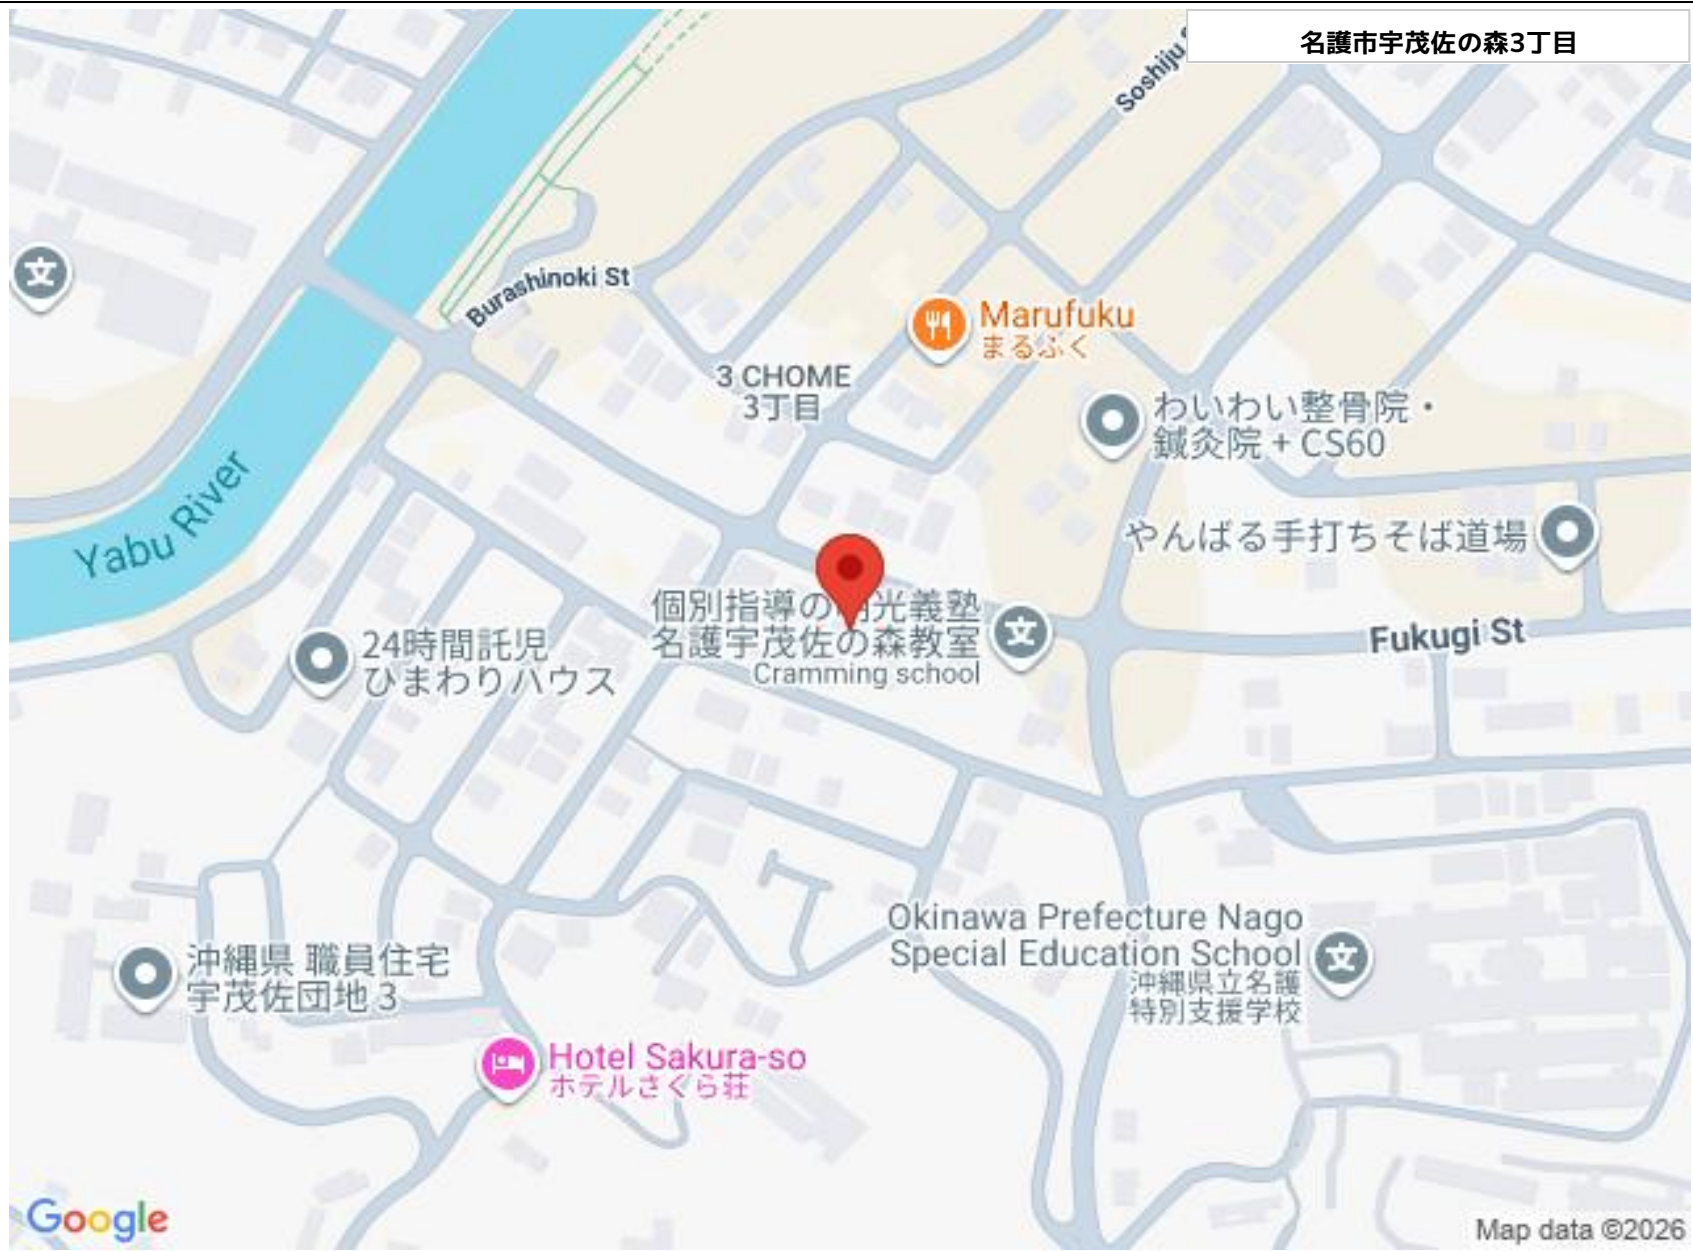 名護市宇茂佐の森3丁目
Soshiju
Burashinoki St
Marufuku
まるふく
3 CHOME
3丁目
わいわい整骨院・
鍼灸院 + CS60
Yabu River
やんばる手打ちそば道場
個別指導の明光義塾
名護宇茂佐の森教室
Cramming school
Fukugi St
24時間託児
ひまわりハウス
Okinawa Prefecture Nago
Special Education School
沖縄県立名護
特別支援学校
沖縄県 職員住宅
宇茂佐団地 3
Hotel Sakura-so
ホテルさくら荘
Google
Map data ©2026